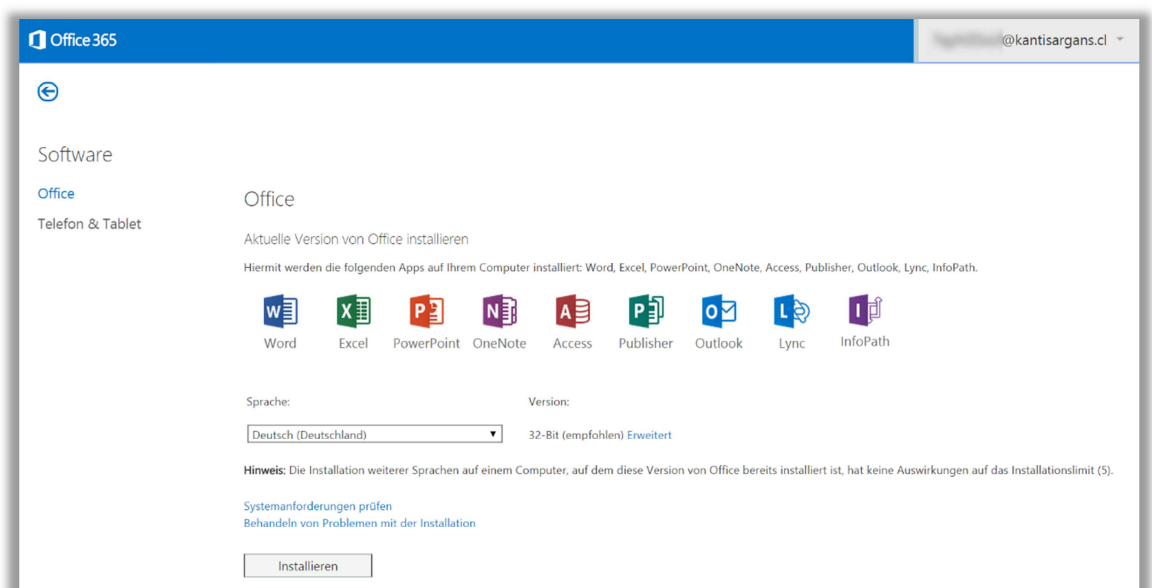 Office 365
@kantisargans.cl
Software
Office
Telefon & Tablet
Office
Aktuelle Version von Office installieren
Hiermit werden die folgenden Apps auf Ihrem Computer installiert: Word, Excel, PowerPoint, OneNote, Access, Publisher, Outlook, Lync, InfoPath.
Word Excel PowerPoint OneNote Access Publisher Outlook Lync InfoPath
Sprache: Version:
Deutsch (Deutschland) 32-Bit (empfohlen) Erweitert
Hinweis: Die Installation weiterer Sprachen auf einem Computer, auf dem diese Version von Office bereits installiert ist, hat keine Auswirkungen auf das Installationslimit (5).
Systemanforderungen prüfen
Behandeln von Problemen mit der Installation
Installieren